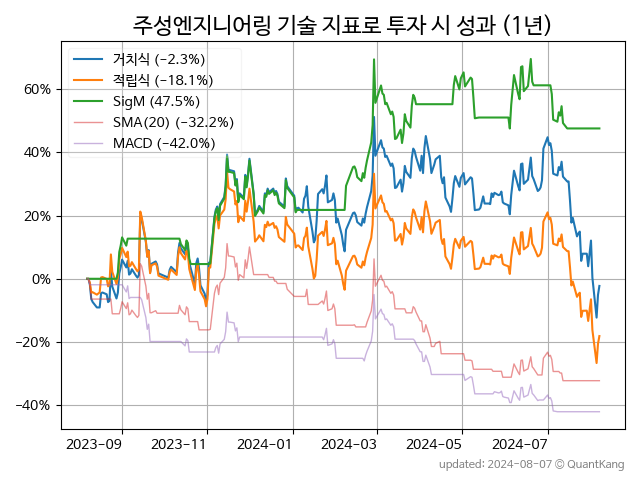 주성엔지니어링 기술 지표로 투자 시 성과 (1년)
거치식 (−2.3%)
적립식 (−18.1%)
SigM (47.5%)
SMA(20) (−32.2%)
MACD (−42.0%)
60%
40%
20%
0%
−20%
−40%
2023-09 2023-11 2024-01 2024-03 2024-05 2024-07
updated: 2024-08-07 ⓒ QuantKang